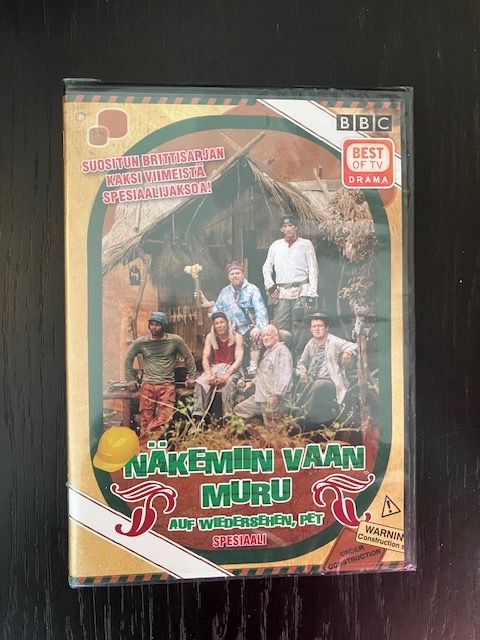 BBC
BEST
OF TV
DRAMA
SUOSITUN BRITTISARJAN
KAKSI VIIMEISTÄ
SPESIAALIJAKSOA!
NÄKEMIIN VAAN
MURU
AUF WIEDERSEHEN, PET
SPESIAALI
WARNIN
Construction
UNDER
CONSTRUCTION